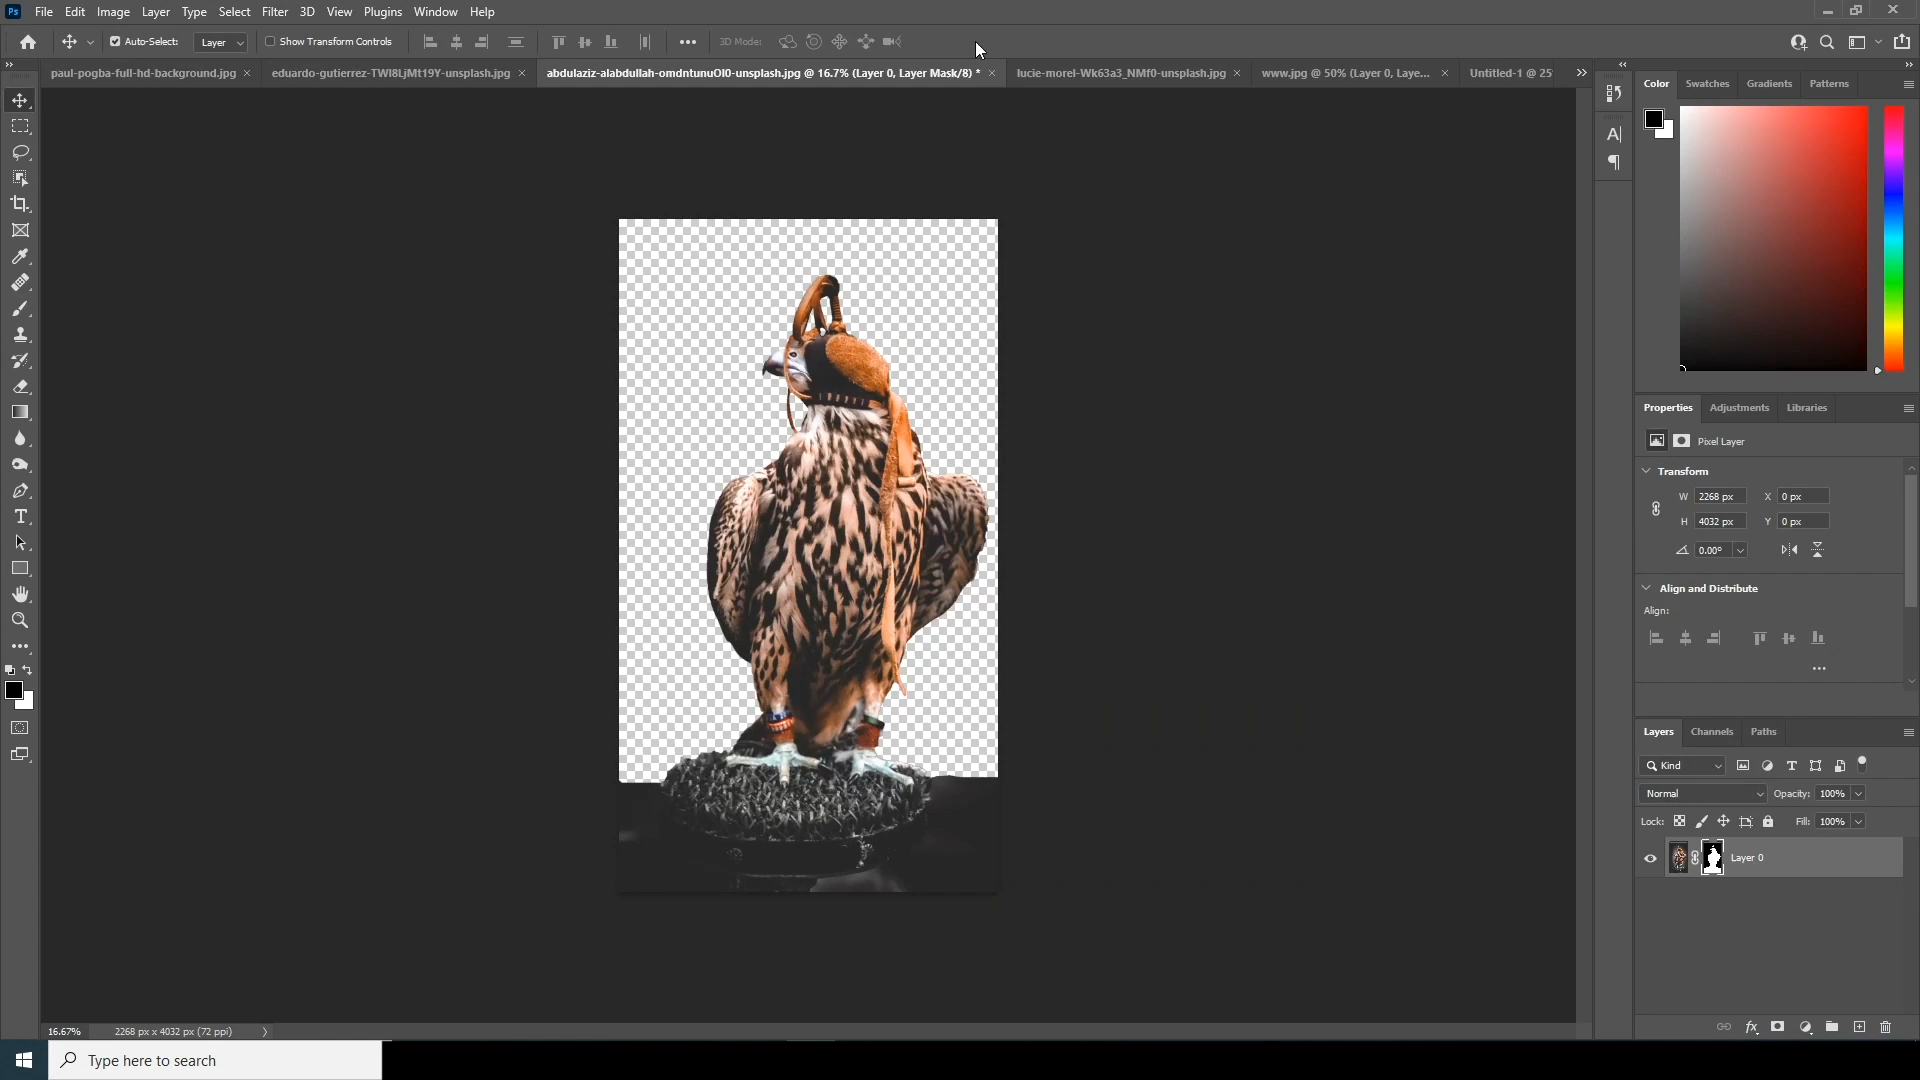 Ps File Edit Image Layer Type Select Filter 3D View Plugins Window Help
Auto-Select: Layer Show Transform Controls 3D Mode:
paul-pogba-full-hd-background.jpg eduardo-gutierrez-TWI8LjMt19Y-unsplash.jpg abdulaziz-alabdullah-omdntunuOl0-unsplash.jpg @ 16.7% (Layer 0, Layer Mask/8) * lucie-morel-Wk63a3_NMf0-unsplash.jpg www.jpg @ 50% (Layer 0, Laye... Untitled-1 @ 25
Color Swatches Gradients Patterns
Properties Adjustments Libraries
Pixel Layer
Transform
W 2268 px X 0 px
H 4032 px Y 0 px
0.00°
Align and Distribute
Align:
Layers Channels Paths
Kind
Normal Opacity: 100%
Lock: Fill: 100%
Layer 0
16.67% 2268 px x 4032 px (72 ppi)
Type here to search